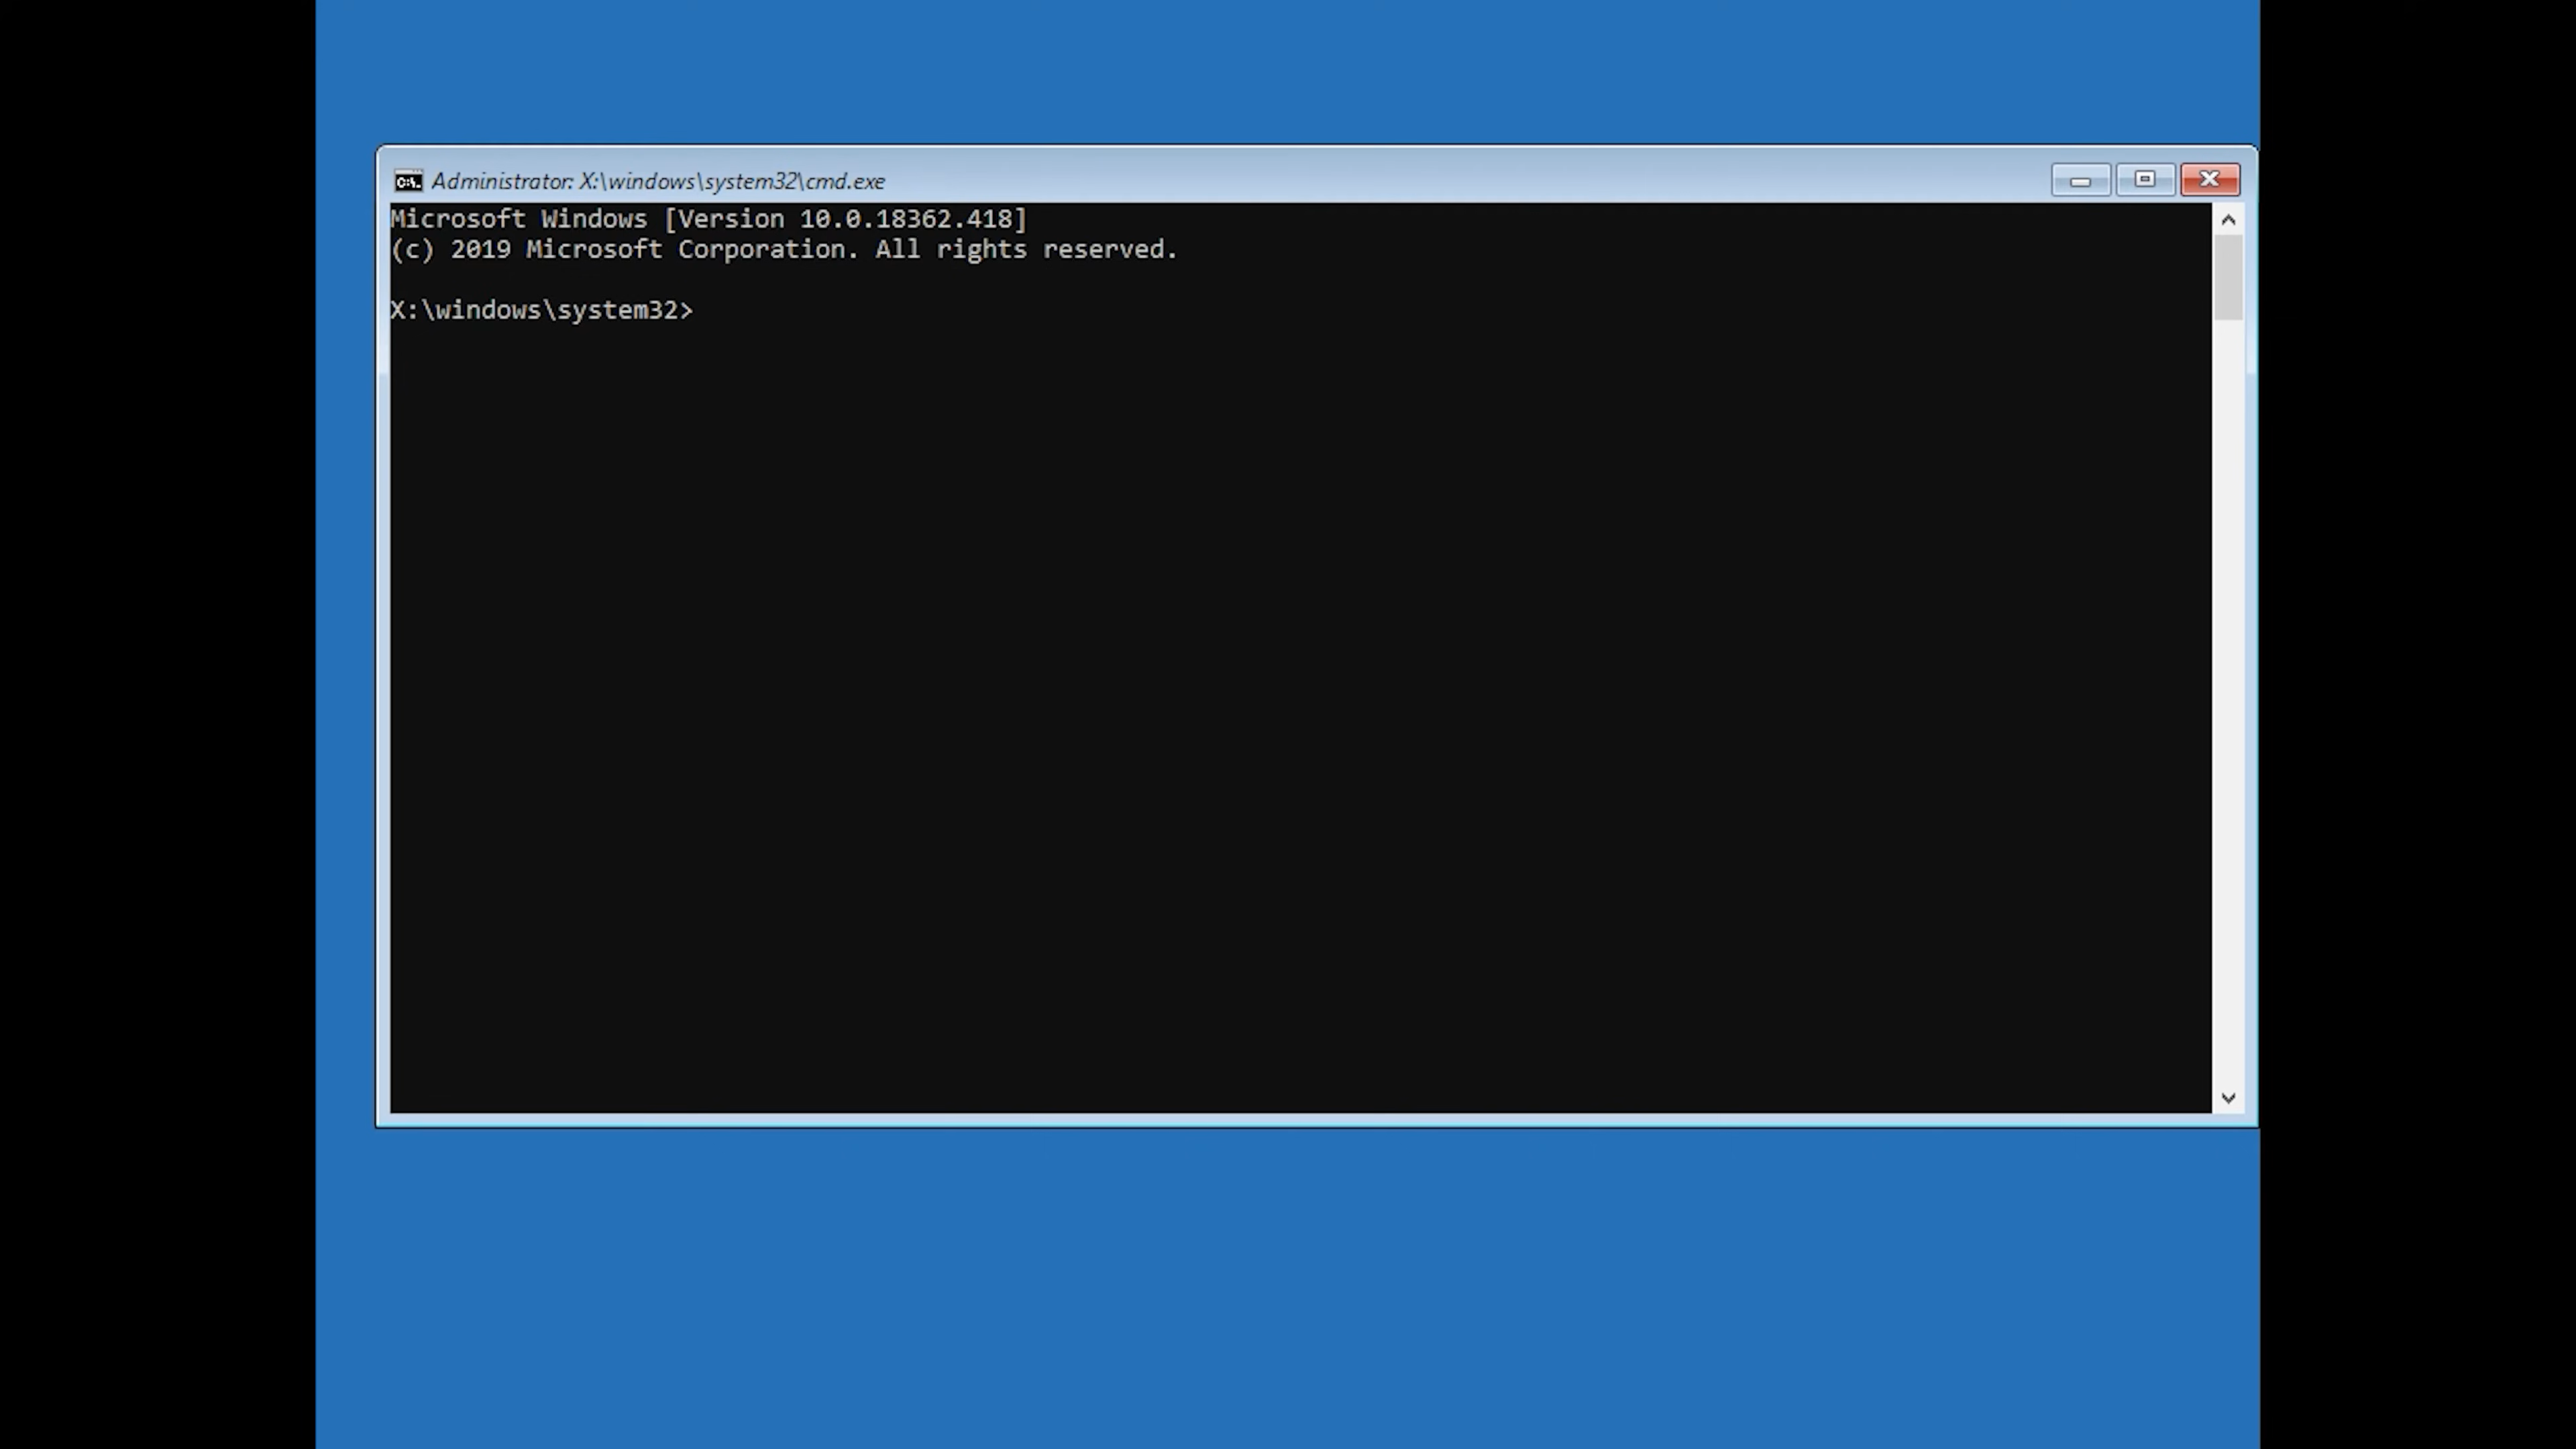 Administrator: X:\windows\system32\cmd.exe
Microsoft Windows [Version 10.0.18362.418]
(c) 2019 Microsoft Corporation. All rights reserved.
X:\windows\system32>